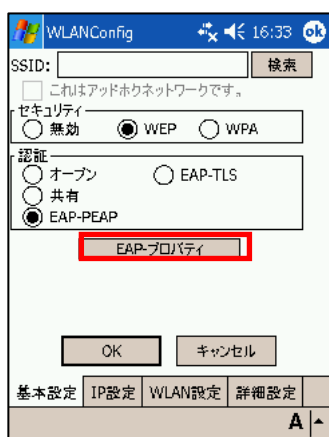 WLANConfig 16:33 ok
SSID: 検索
これはアッドホクネットワークです。
セキュリティ
無効 WEP WPA
認証
オープン EAP-TLS
共有
EAP-PEAP
EAP-プロパティ
OK キャンセル
基本設定 IP設定 WLAN設定 詳細設定
A